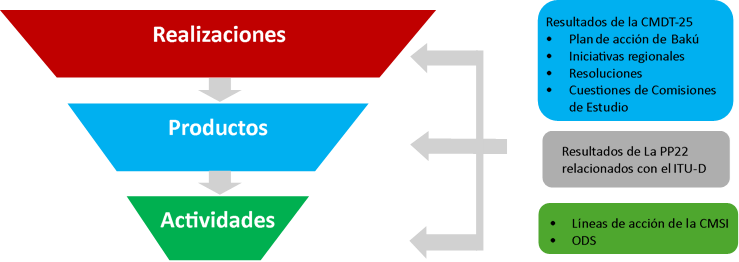 Realizaciones
Productos
Actividades
Resultados de la CMDT-25
• Plan de acción de Bakú
• Iniciativas regionales
• Resoluciones
• Cuestiones de Comisiones
de Estudio
Resultados de La PP22
relacionados con el ITU-D
• Líneas de acción de la CMSI
• ODS